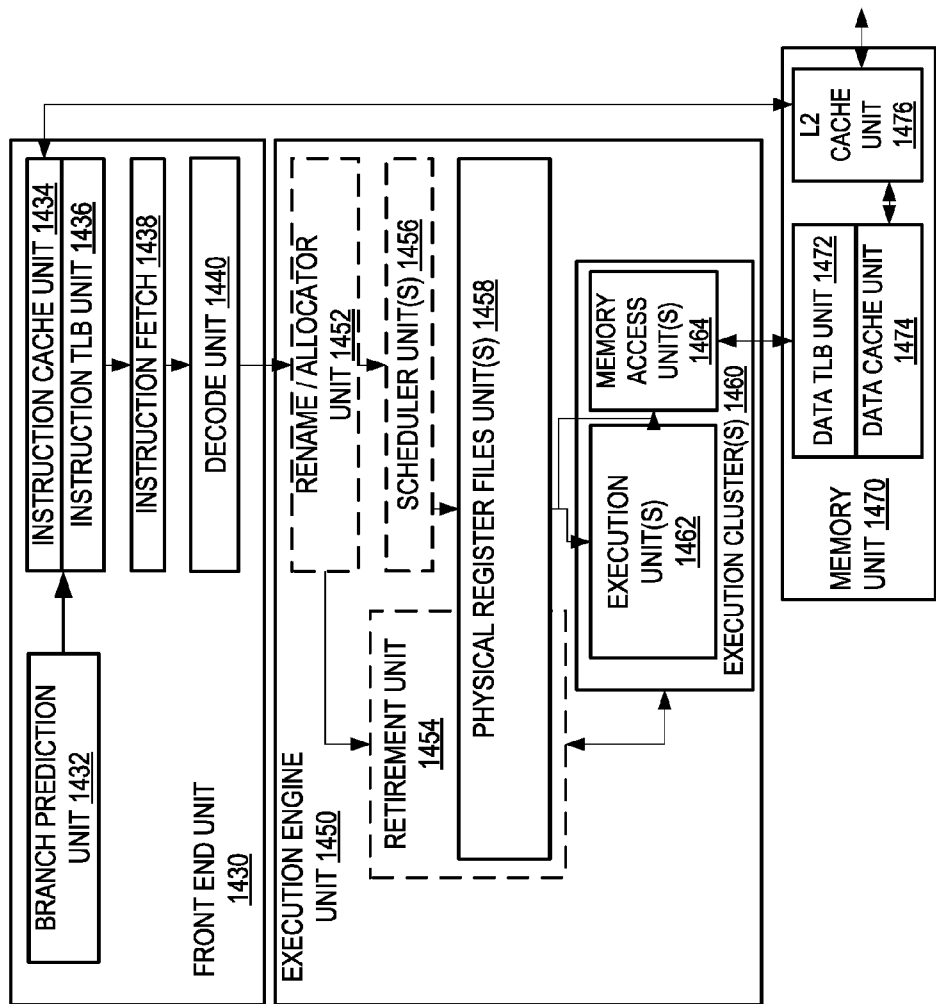 BRANCH PREDICTION
UNIT 1432
INSTRUCTION CACHE UNIT 1434
INSTRUCTION TLB UNIT 1436
INSTRUCTION FETCH 1438
DECODE UNIT 1440
FRONT END UNIT
1430
EXECUTION ENGINE
UNIT 1450
RENAME / ALLOCATOR
UNIT 1452
SCHEDULER UNIT(S) 1456
RETIREMENT UNIT
1454
PHYSICAL REGISTER FILES UNIT(S) 1458
EXECUTION
UNIT(S)
1462
MEMORY
ACCESS
UNIT(S)
1464
EXECUTION CLUSTER(S) 1460
MEMORY
UNIT 1470
DATA TLB UNIT 1472
DATA CACHE UNIT
1474
L2
CACHE
UNIT
1476